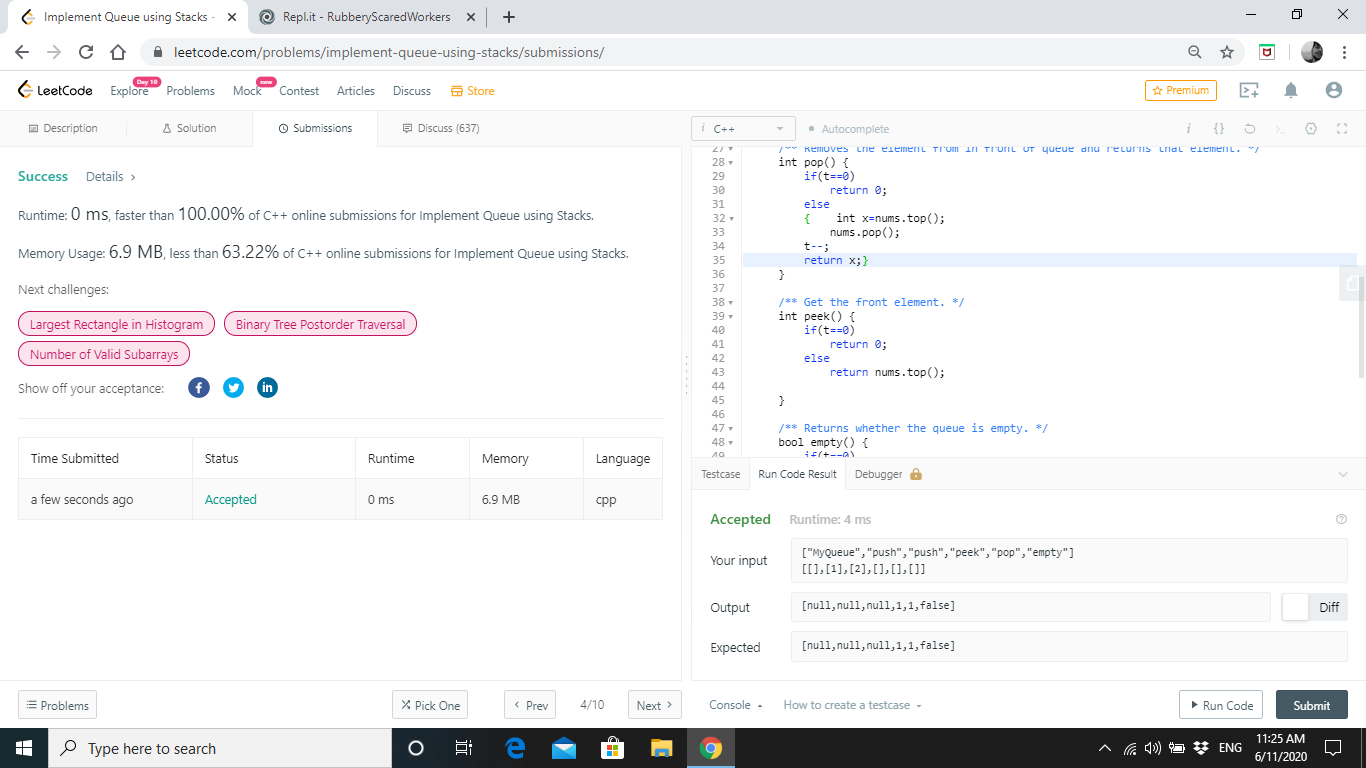 Implement Queue using Stacks -
Repl.it - RubberyScaredWorkers
leetcode.com/problems/implement-queue-using-stacks/submissions/
LeetCode
Explore
Day 10
Problems
Mock
new
Contest
Articles
Discuss
Store
Premium
Description
Solution
Submissions
Discuss (637)
i C++
Autocomplete
Success
Details ›
Runtime: 0 ms, faster than 100.00% of C++ online submissions for Implement Queue using Stacks.
Memory Usage: 6.9 MB, less than 63.22% of C++ online submissions for Implement Queue using Stacks.
Next challenges:
Largest Rectangle in Histogram
Binary Tree Postorder Traversal
Number of Valid Subarrays
Show off your acceptance:
Time Submitted Status Runtime Memory Language
a few seconds ago Accepted 0 ms 6.9 MB cpp
27 /** Removes the element from in front of queue and returns that element. */
28 int pop() {
29 if(t==0)
30 return 0;
31 else
32 { int x=nums.top();
33 nums.pop();
34 t--;
35 return x;}
36 }
37
38 /** Get the front element. */
39 int peek() {
40 if(t==0)
41 return 0;
42 else
43 return nums.top();
44
45 }
46
47 /** Returns whether the queue is empty. */
48 bool empty() {
49 if(t==0)
Testcase
Run Code Result
Debugger
Accepted
Runtime: 4 ms
Your input
["MyQueue","push","push","peek","pop","empty"]
[[],[1],[2],[],[],[]]
Output
[null,null,null,1,1,false]
Diff
Expected
[null,null,null,1,1,false]
Problems
Pick One
‹ Prev
4/10
Next ›
Console
How to create a testcase
Run Code
Submit
Type here to search
ENG
11:25 AM
6/11/2020